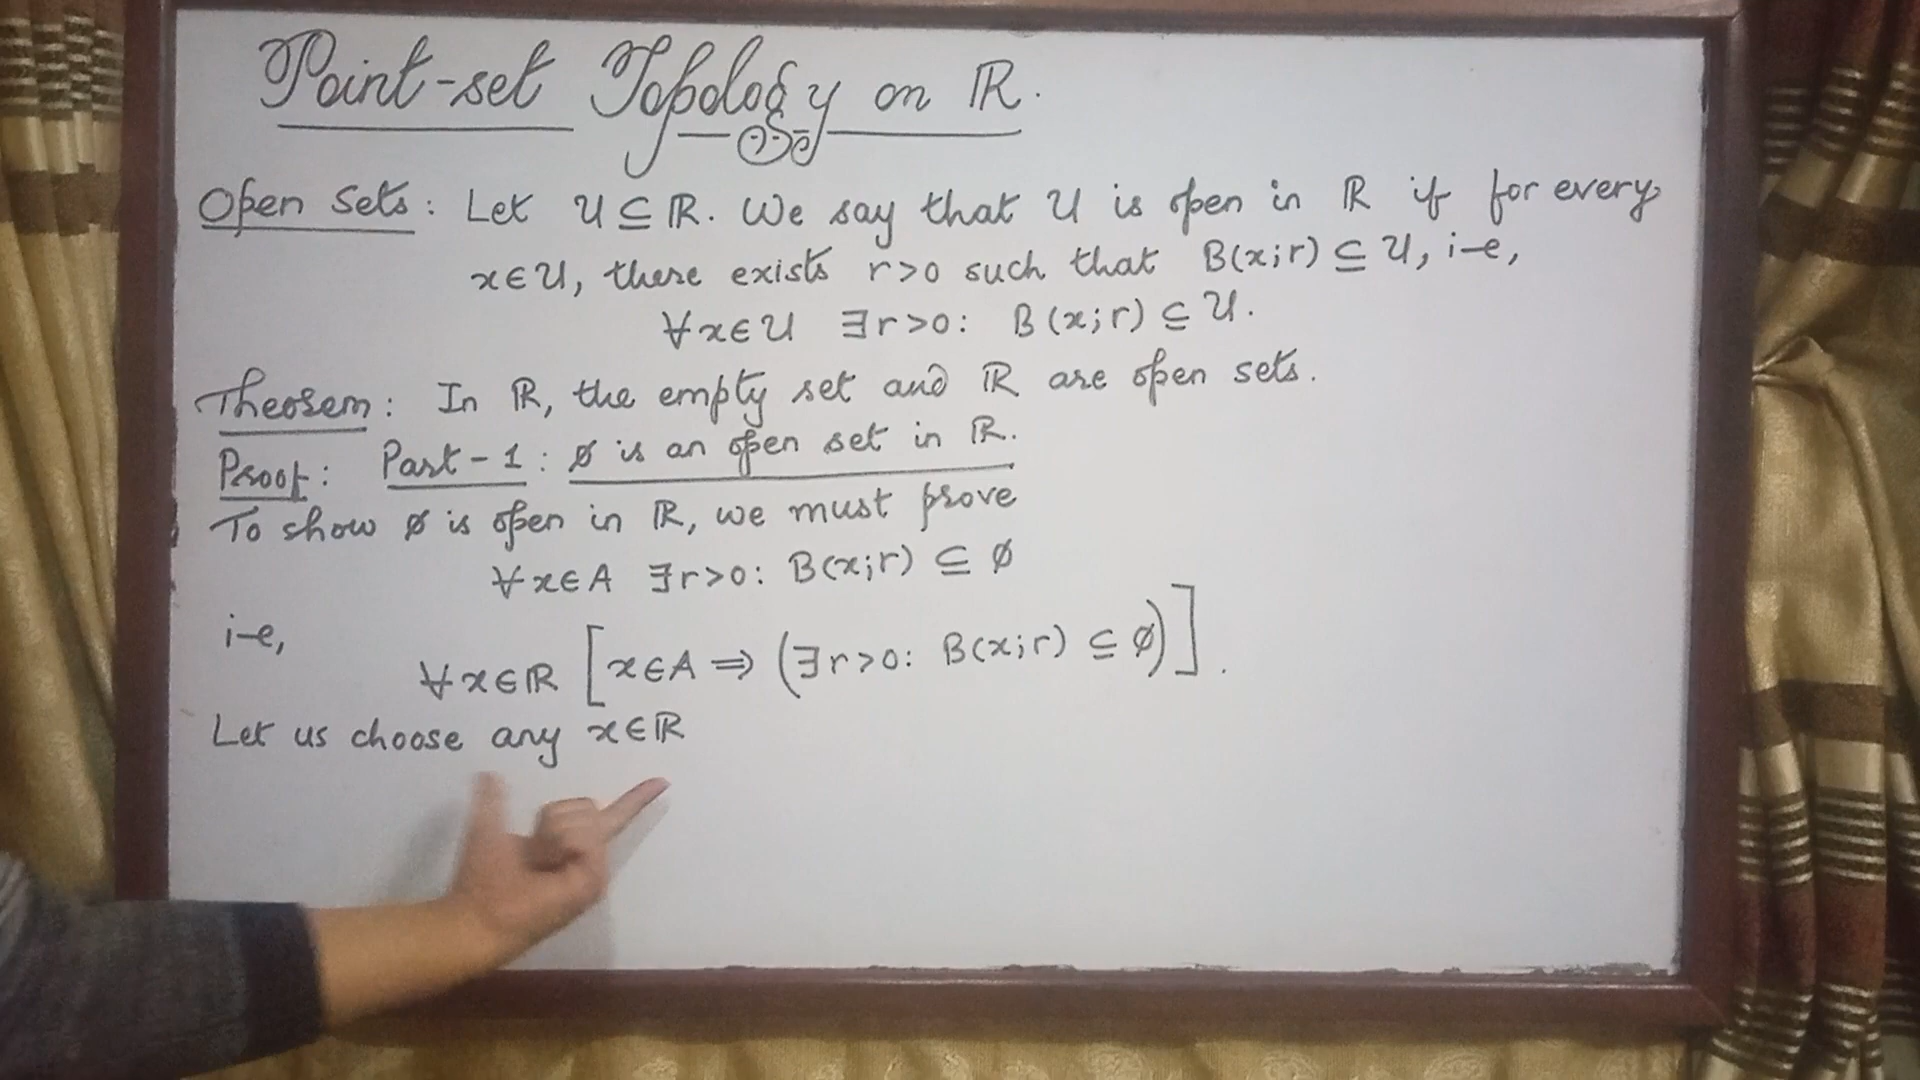 Point-set Topology on ℝ.
Open Sets: Let U ⊆ ℝ. We say that U is open in ℝ if for every
x∈U, there exists r>0 such that B(x;r) ⊆ U, i-e,
∀x∈U ∃r>0: B(x;r) ⊆ U.
Theorem: In ℝ, the empty set and ℝ are open sets.
Proof: Part-1: ∅ is an open set in ℝ.
To show ∅ is open in ℝ, we must prove
∀x∈A ∃r>0: B(x;r) ⊆ ∅
i-e,
∀x∈ℝ [x∈A ⇒ (∃r>0: B(x;r) ⊆ ∅)].
Let us choose any x∈ℝ